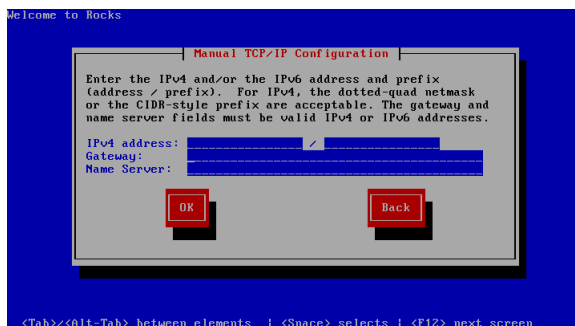 Welcome to Rocks
Manual TCP/IP Configuration
Enter the IPv4 and/or the IPv6 address and prefix
(address / prefix).  For IPv4, the dotted-quad netmask
or the CIDR-style prefix are acceptable. The gateway and
name server fields must be valid IPv4 or IPv6 addresses.
IPv4 address: ________________ / ________________
Gateway:
Name Server:
OK Back
<Tab>/<Alt-Tab> between elements | <Space> selects | <F12> next screen